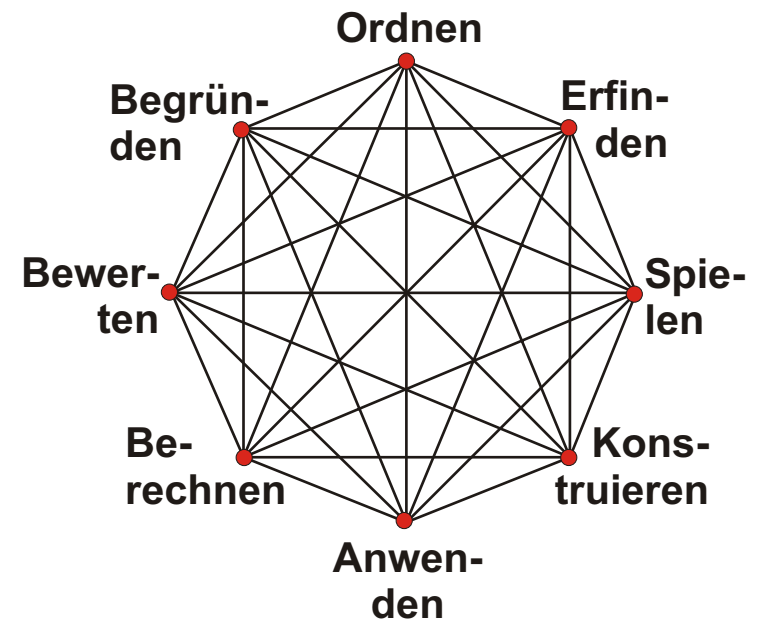 Ordnen
Begrün-
den
Erfin-
den
Bewer-
ten
Spie-
len
Be-
rechnen
Kons-
truieren
Anwen-
den